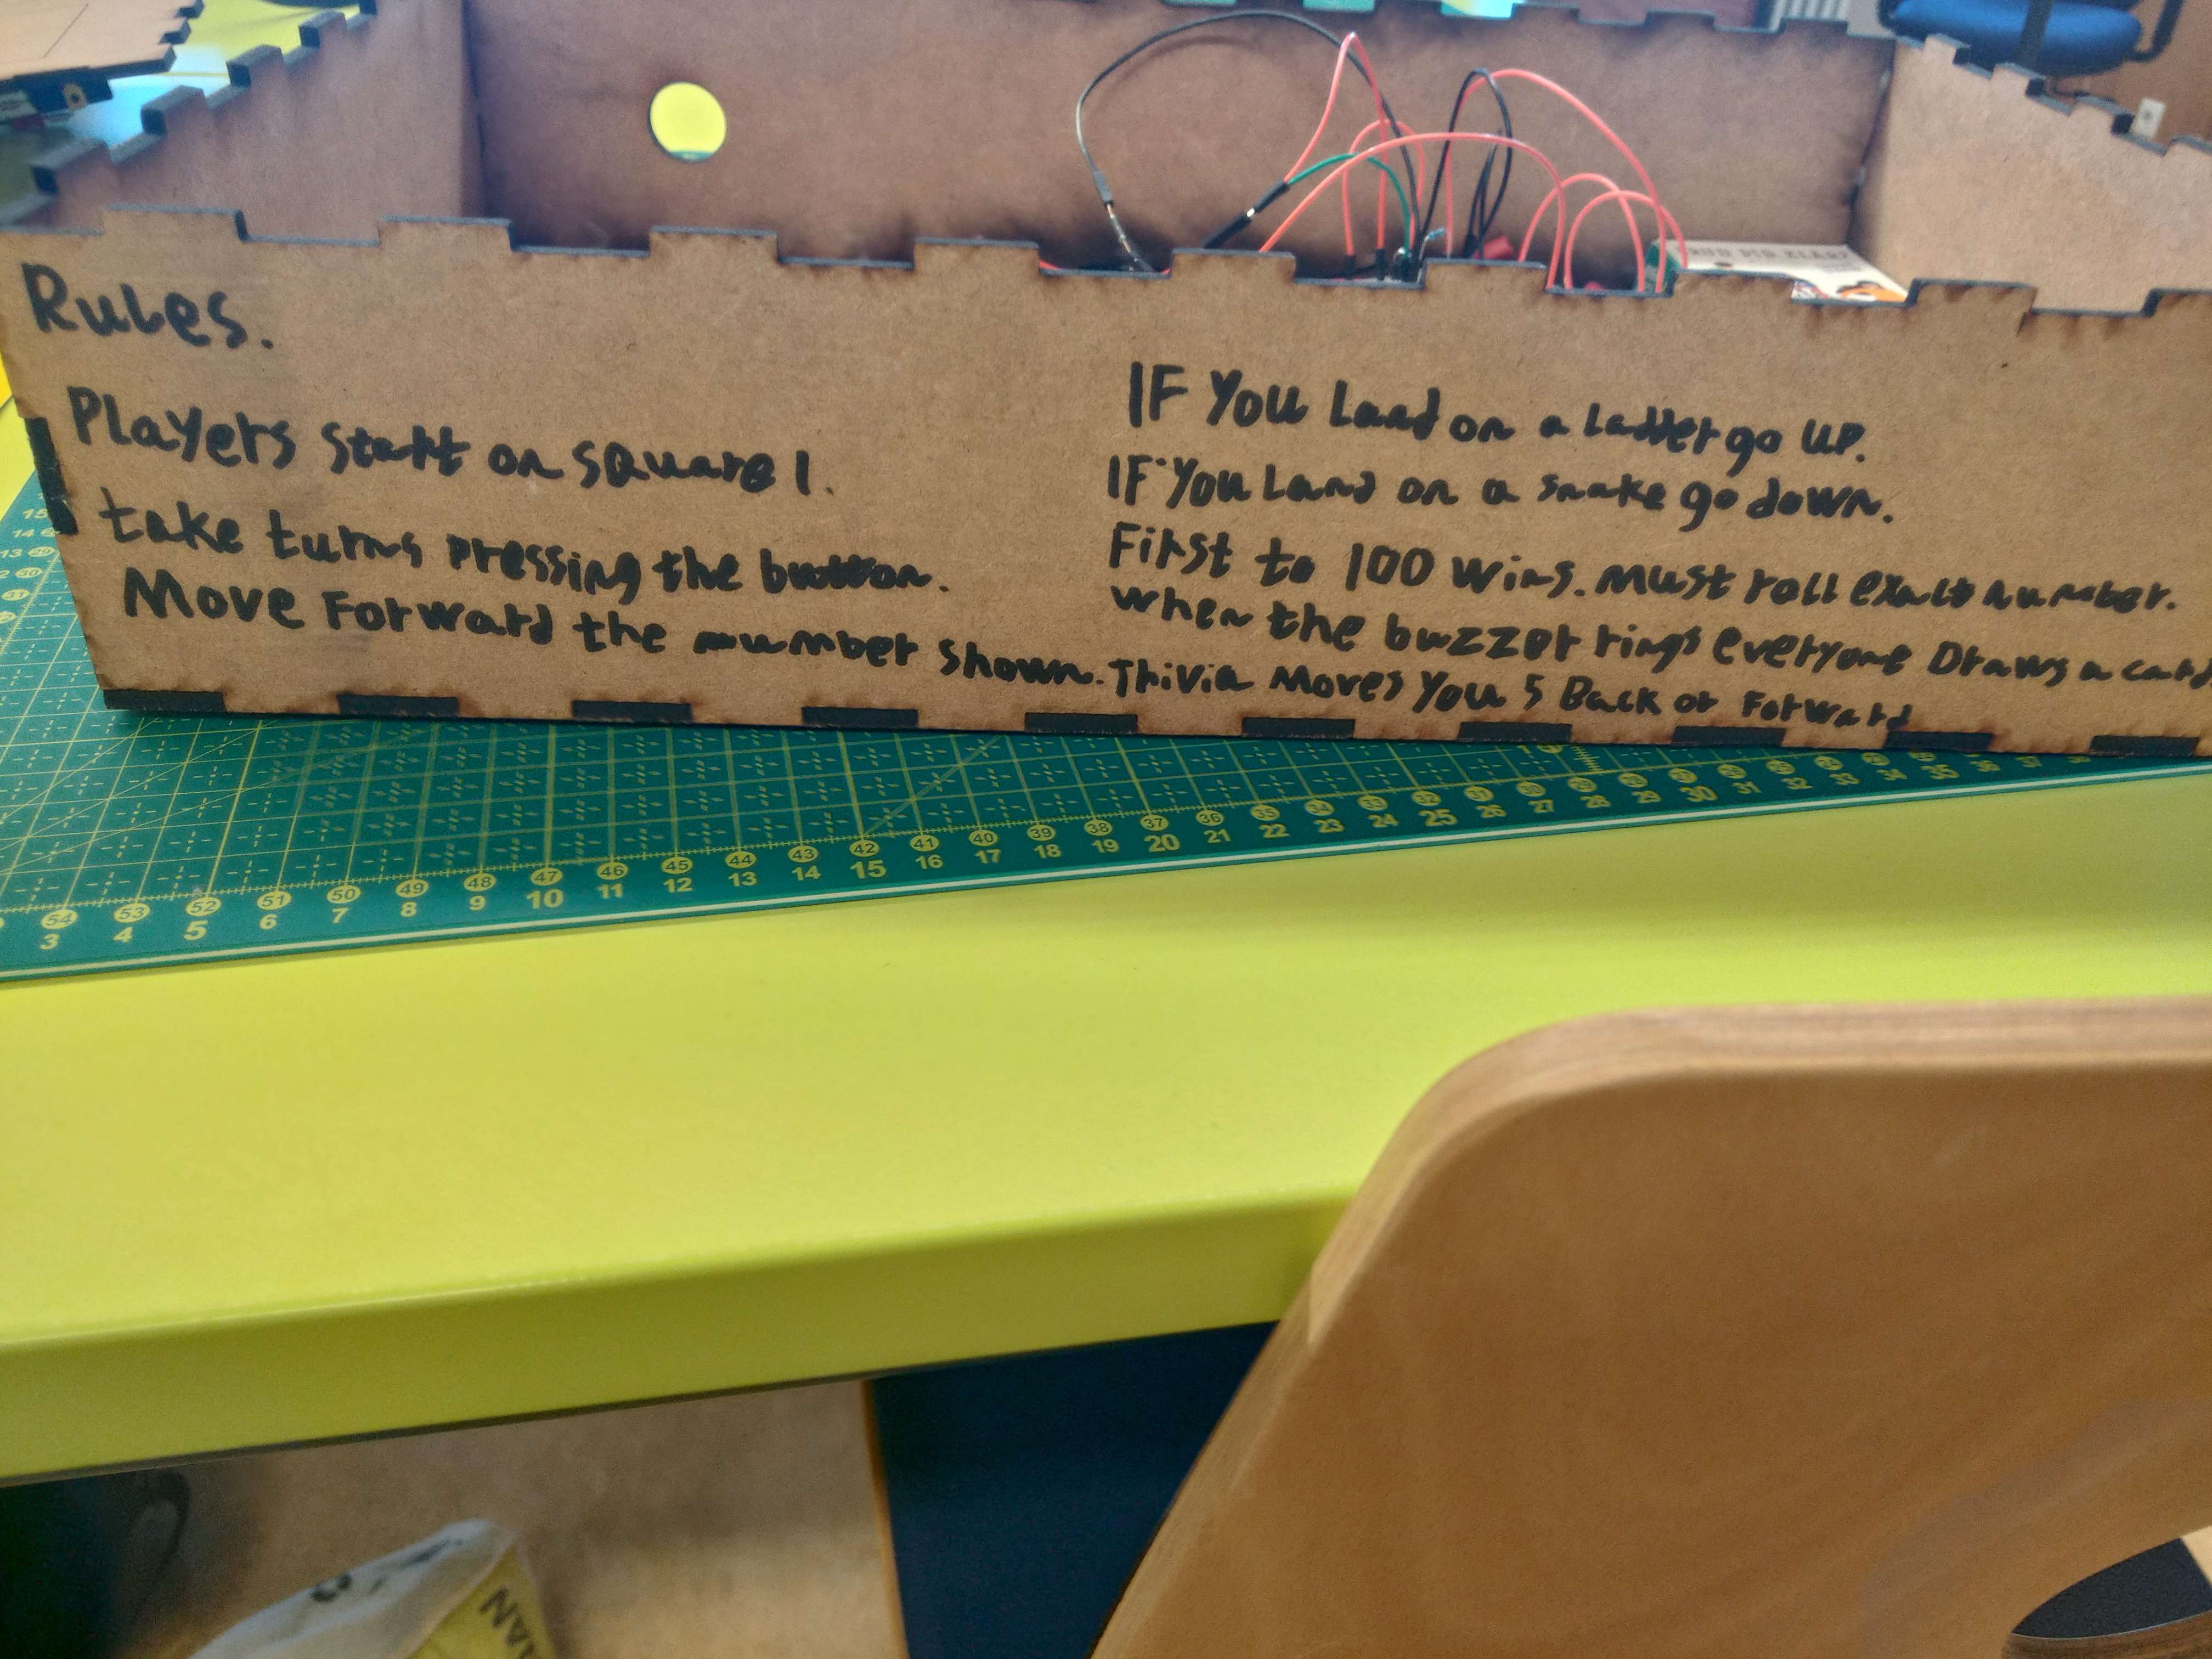 Rules.
Players start on square 1.
take turns pressing the button.
Move Forward the number shown.
IF You Land on a Ladder go UP.
IF You Land on a snake go down.
First to 100 wins. Must roll exact number.
when the buzzer rings everyone Draws a card
Trivia Moves You 5 Back or Forward
54 53 52 51 50 49 48 47 46 45 44 43 42 41 40 39 38 37 36 35 34 33 32
3 4 5 6 7 8 9 10 11 12 13 14 15 16 17 18 19 20 21 22 23 24 25 26 27 28 29 30 31 32 33 34 35 36 37